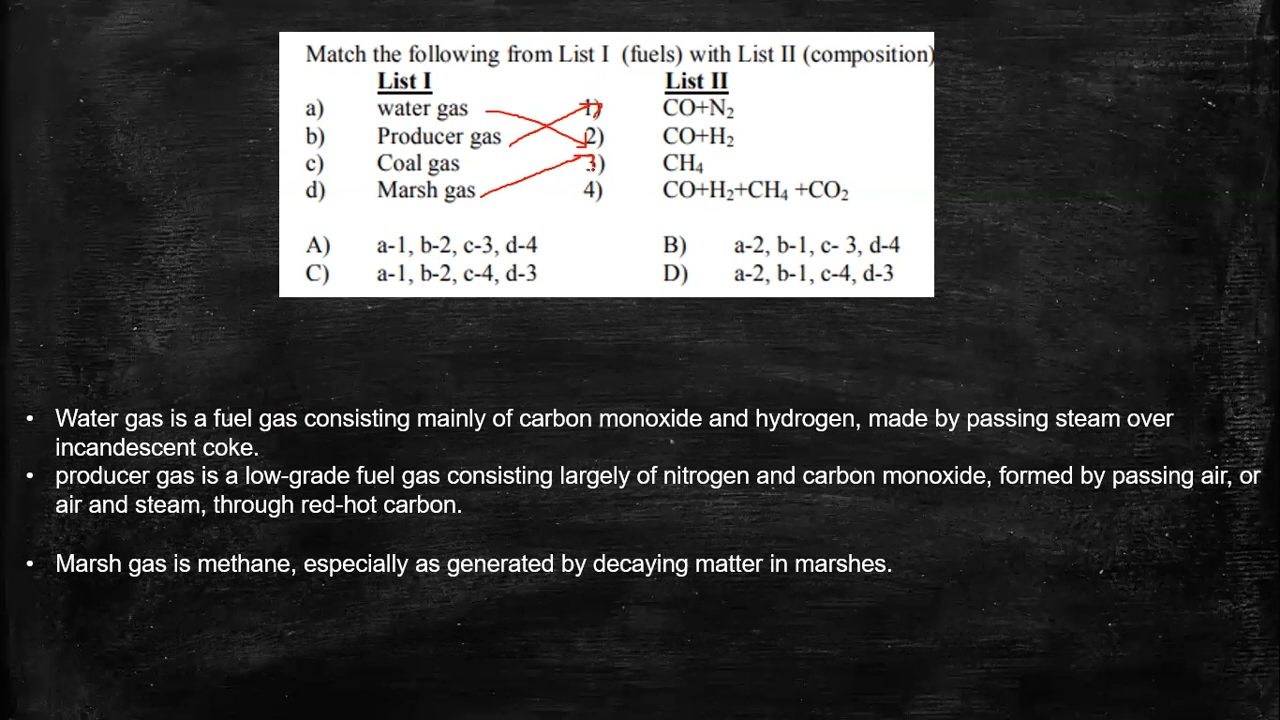 Match the following from List I (fuels) with List II (composition)
List I List II
a) water gas 1) CO+N₂
b) Producer gas 2) CO+H₂
c) Coal gas 3) CH₄
d) Marsh gas 4) CO+H₂+CH₄ +CO₂
A) a-1, b-2, c-3, d-4 B) a-2, b-1, c- 3, d-4
C) a-1, b-2, c-4, d-3 D) a-2, b-1, c-4, d-3
• Water gas is a fuel gas consisting mainly of carbon monoxide and hydrogen, made by passing steam over
incandescent coke.
• producer gas is a low-grade fuel gas consisting largely of nitrogen and carbon monoxide, formed by passing air, or
air and steam, through red-hot carbon.
• Marsh gas is methane, especially as generated by decaying matter in marshes.